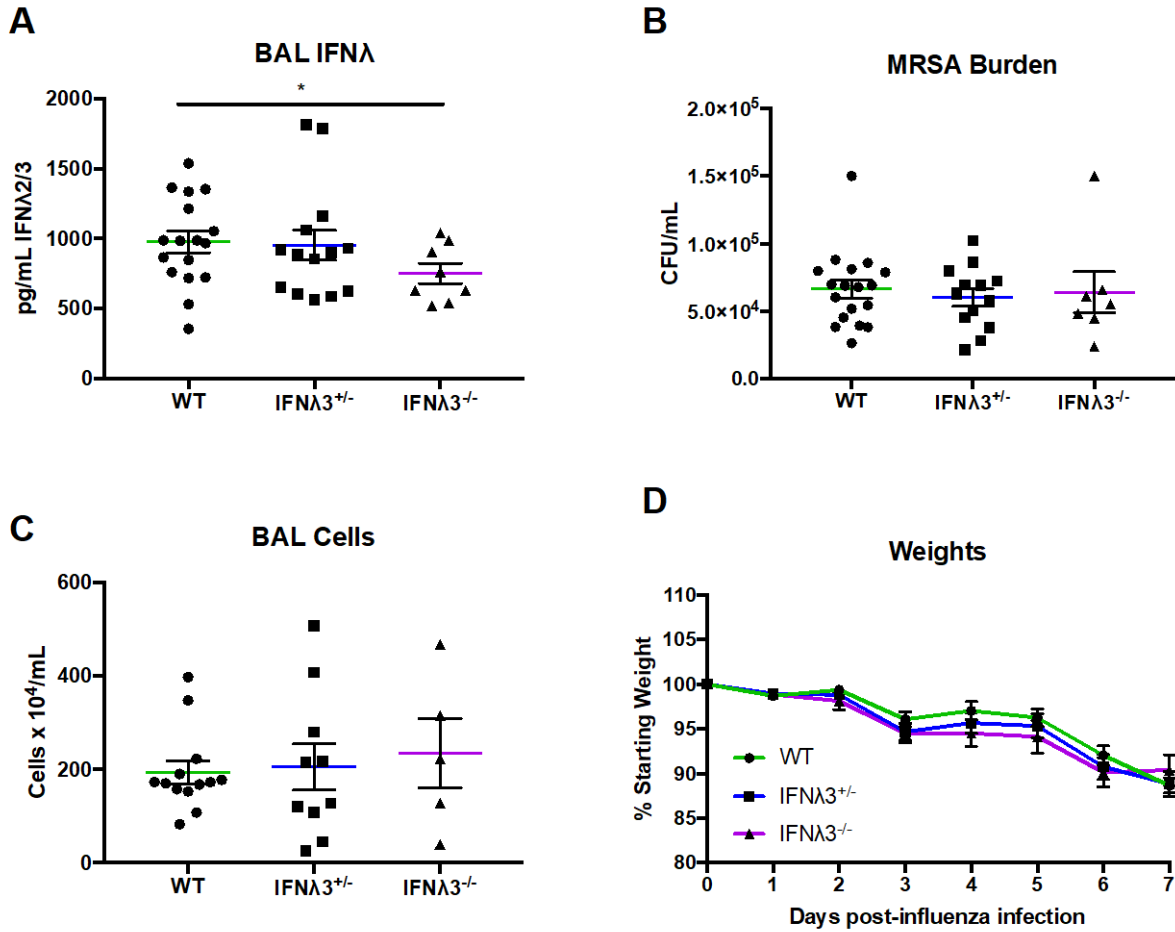 A
BAL IFNλ
*
2000
1500
1000
500
0
pg/mL IFNλ2/3
WT
IFNλ3+/-
IFNλ3-/-
B
MRSA Burden
2.0×10⁵
1.5×10⁵
1.0×10⁵
5.0×10⁴
0.0
CFU/mL
WT
IFNλ3+/-
IFNλ3-/-
C
BAL Cells
600
400
200
0
Cells x 10⁴/mL
WT
IFNλ3+/-
IFNλ3-/-
D
Weights
110
105
100
95
90
85
80
% Starting Weight
WT
IFNλ3+/-
IFNλ3-/-
0 1 2 3 4 5 6 7
Days post-influenza infection